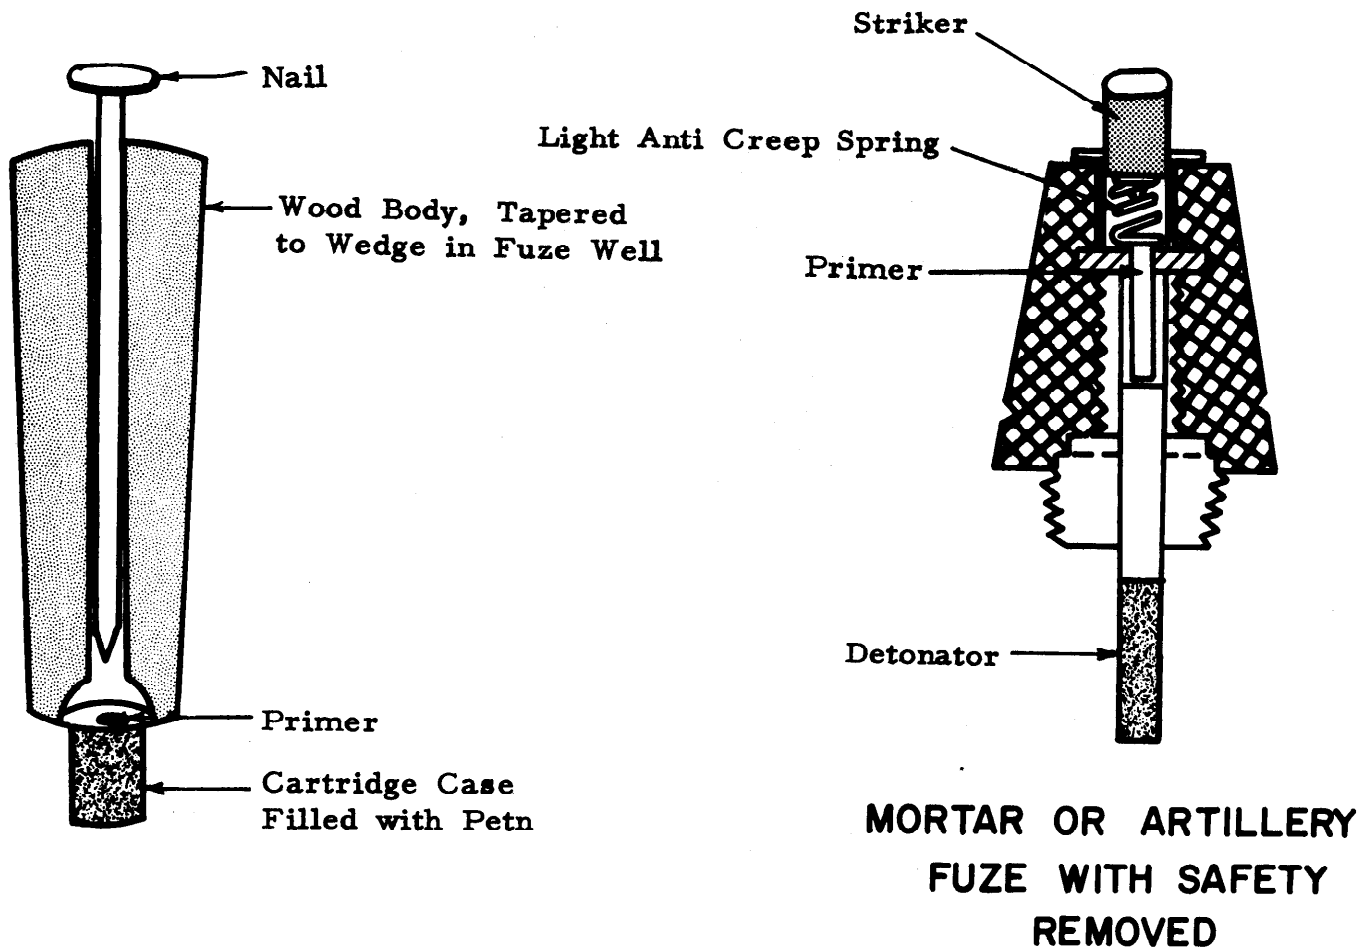 Nail
Wood Body, Tapered
to Wedge in Fuze Well
Primer
Cartridge Case
Filled with Petn
Striker
Light Anti Creep Spring
Primer
Detonator
MORTAR OR ARTILLERY
FUZE WITH SAFETY
REMOVED